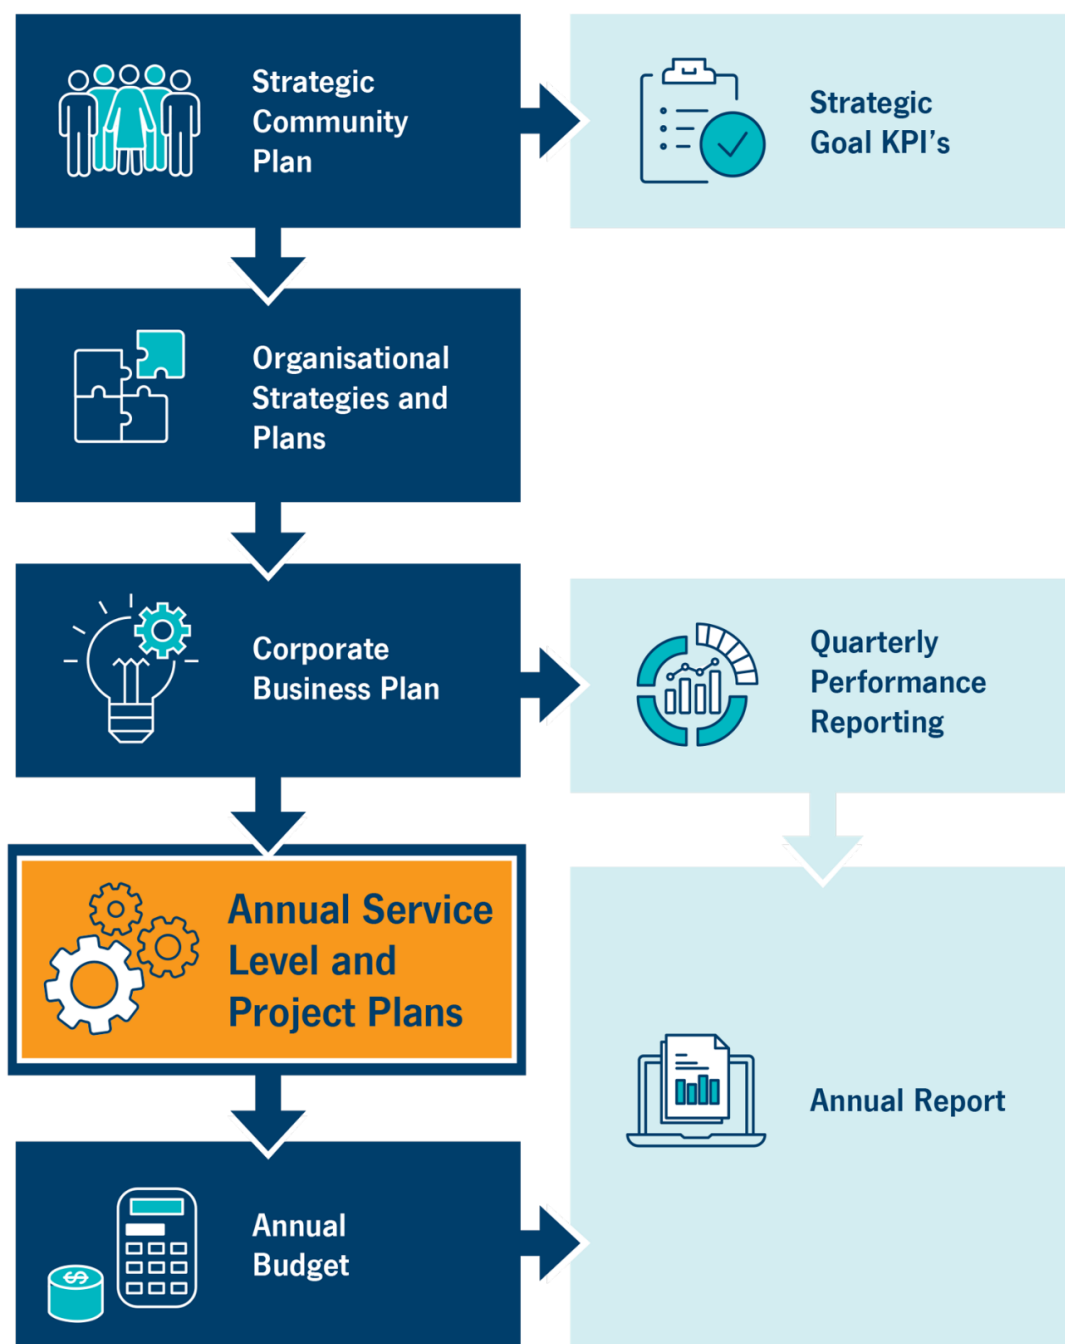 Strategic
Community
Plan
Strategic
Goal KPI's
Organisational
Strategies and
Plans
Corporate
Business Plan
Quarterly
Performance
Reporting
Annual Service
Level and
Project Plans
Annual Report
Annual
Budget
$